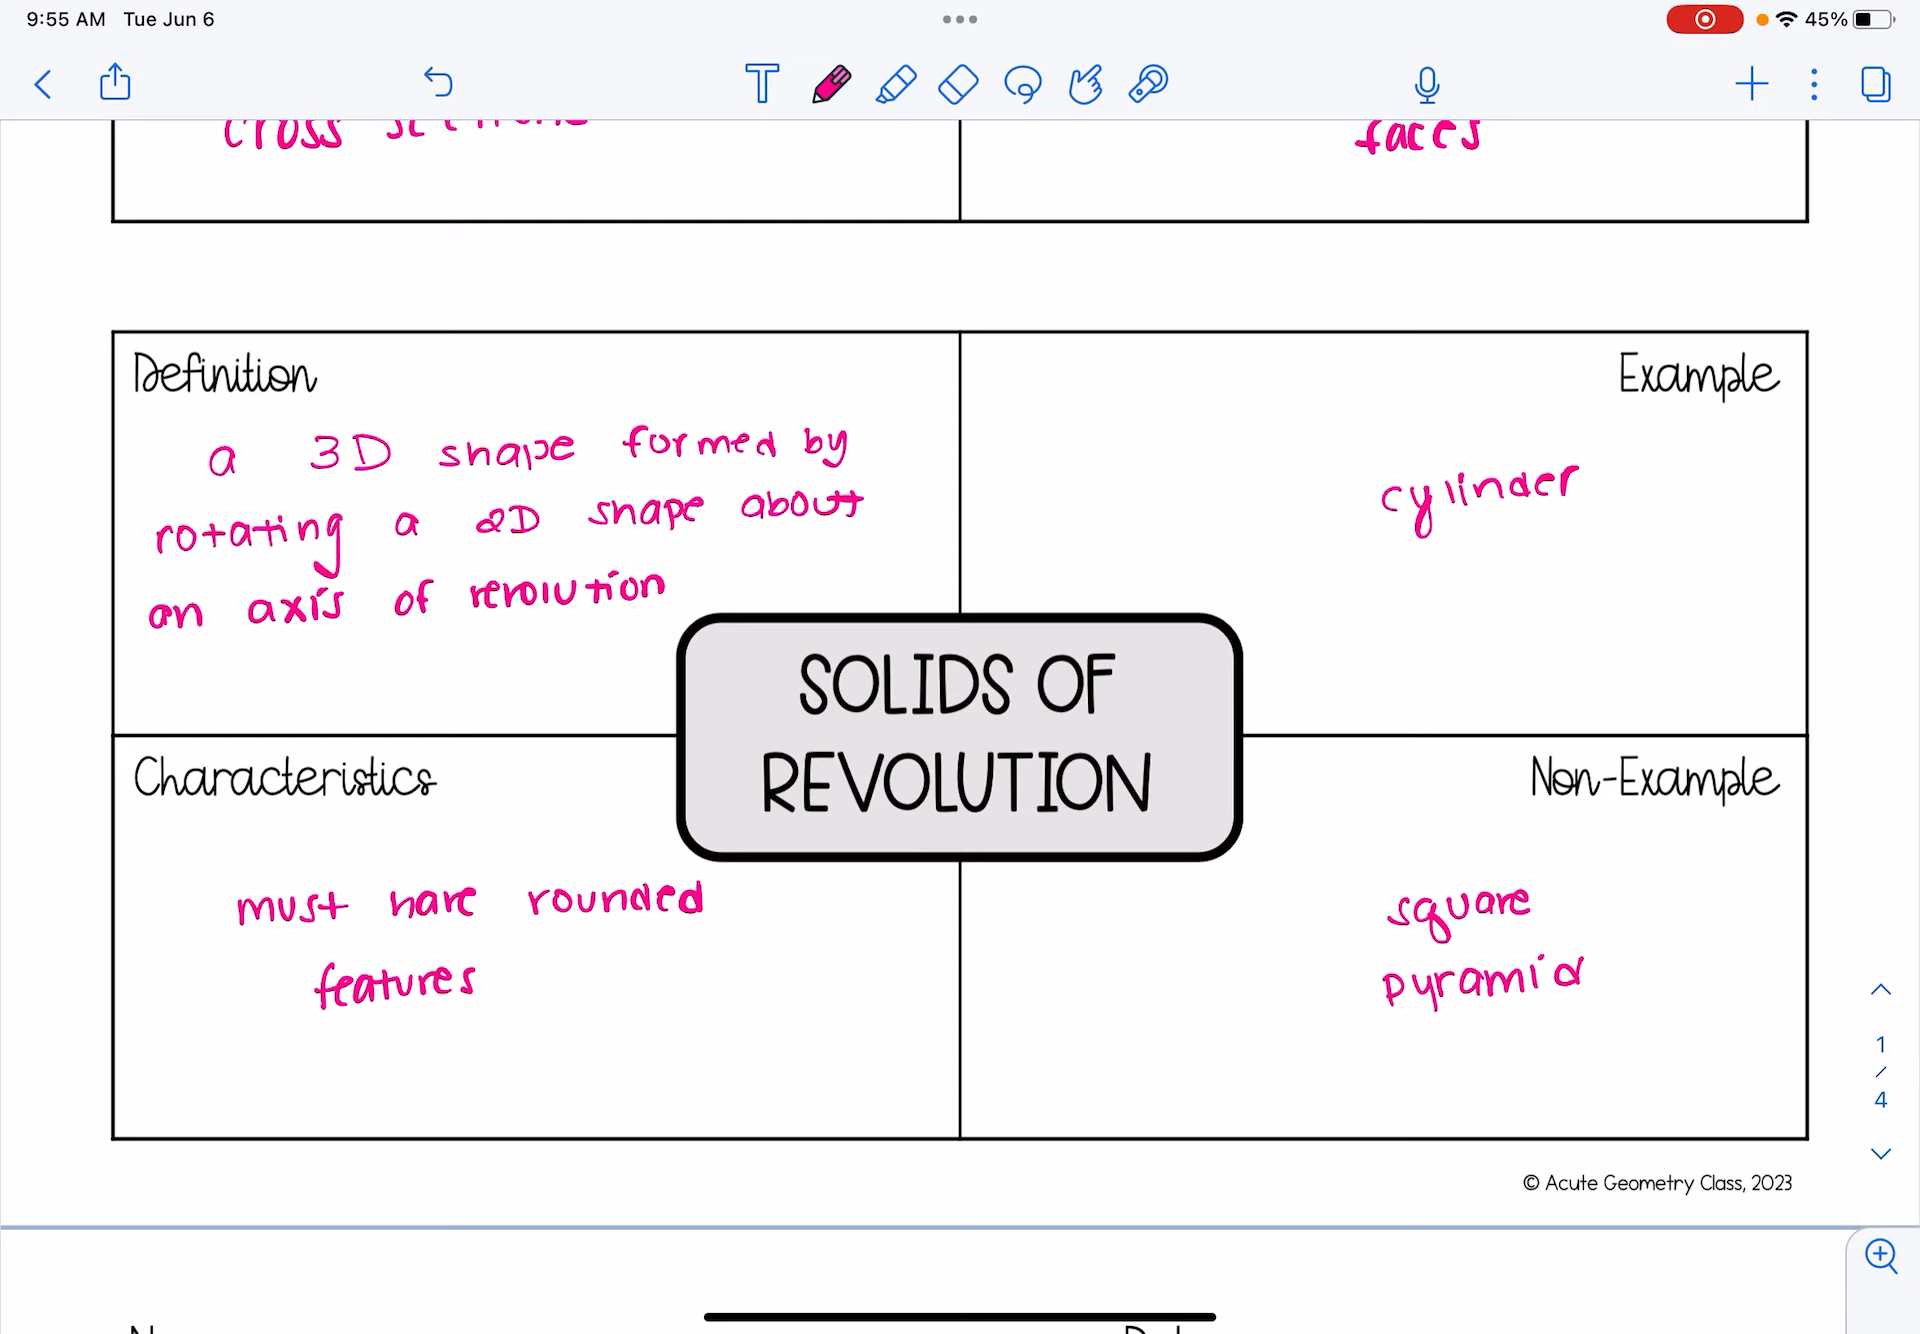 9:55 AM Tue Jun 6
45%
cross sections
faces
Definition
a 3D shape formed by
rotating a 2D shape about
an axis of revolution
Example
cylinder
SOLIDS OF
REVOLUTION
Characteristics
must have rounded
features
Non-Example
square
pyramid
1
/
4
© Acute Geometry Class, 2023